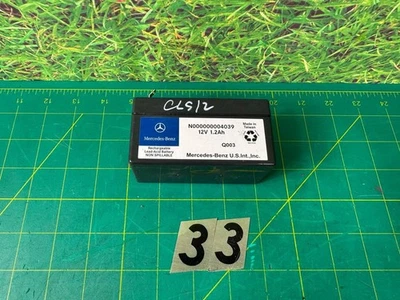 CLS12
Mercedes-Benz
Rechargeable
Lead-Acid Battery
NON SPILLABLE
N000000004039
12V 1.2Ah
Made in
Taiwan
Q003
Mercedes-Benz U.S.Int.,Inc.
33